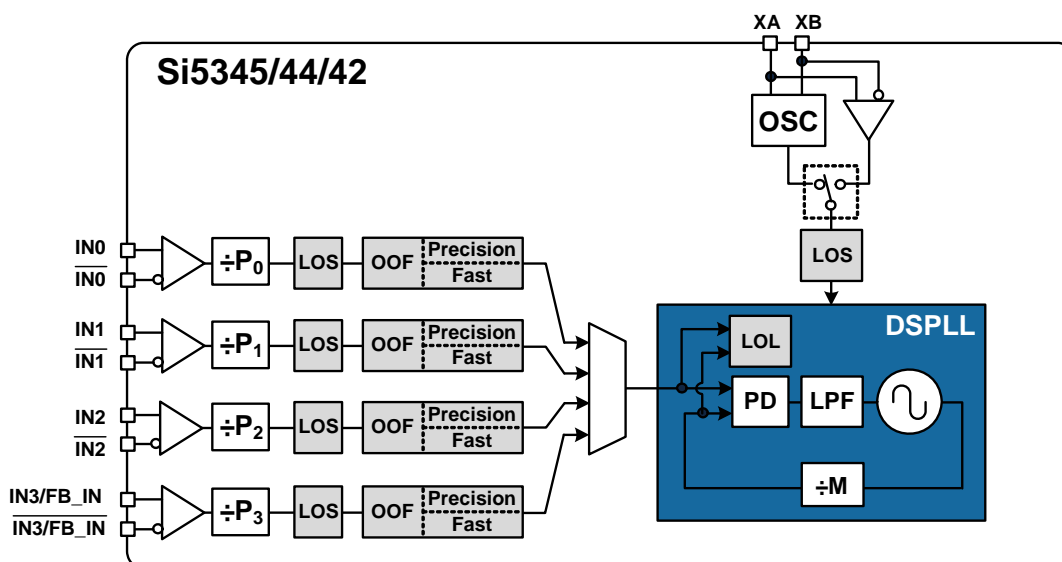 XA XB
Si5345/44/42
OSC
LOS
IN0
IN0
÷P0
LOS
OOF
Precision
Fast
IN1
IN1
÷P1
LOS
OOF
Precision
Fast
IN2
IN2
÷P2
LOS
OOF
Precision
Fast
IN3/FB_IN
IN3/FB_IN
÷P3
LOS
OOF
Precision
Fast
DSPLL
LOL
PD
LPF
÷M